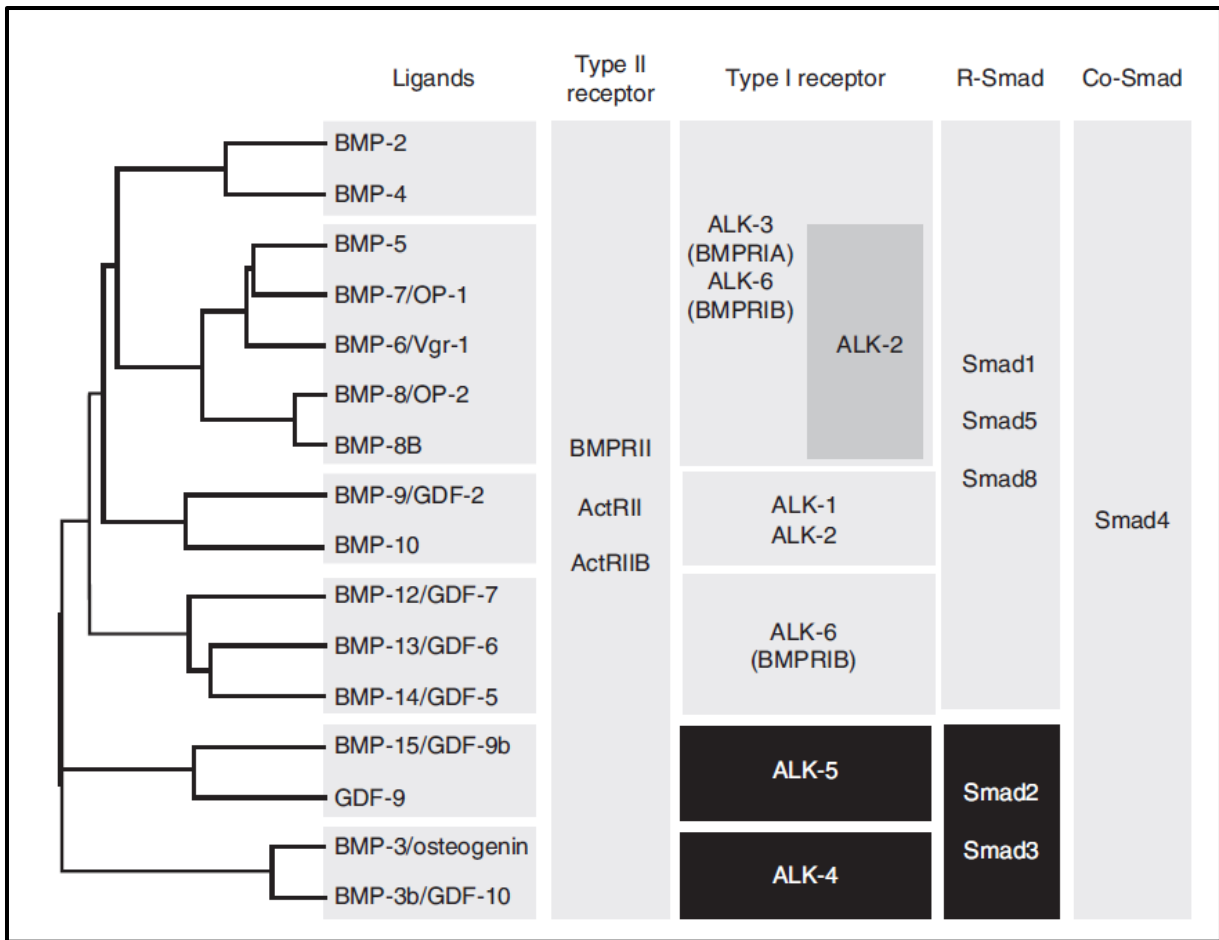 Ligands
Type II
receptor
Type I receptor
R-Smad
Co-Smad
BMP-2
BMP-4
BMP-5
BMP-7/OP-1
BMP-6/Vgr-1
BMP-8/OP-2
BMP-8B
BMP-9/GDF-2
BMP-10
BMP-12/GDF-7
BMP-13/GDF-6
BMP-14/GDF-5
BMP-15/GDF-9b
GDF-9
BMP-3/osteogenin
BMP-3b/GDF-10
BMPRII
ActRII
ActRIIB
ALK-3
(BMPRIA)
ALK-6
(BMPRIB)
ALK-2
ALK-1
ALK-2
ALK-6
(BMPRIB)
ALK-5
ALK-4
Smad1
Smad5
Smad8
Smad2
Smad3
Smad4